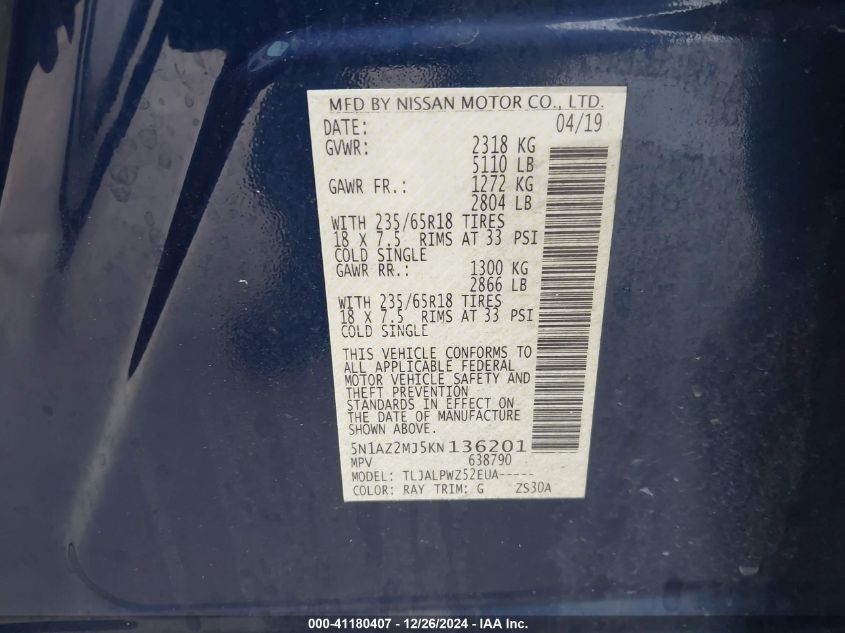 MFD BY NISSAN MOTOR CO., LTD.
DATE: 04/19
GVWR: 2318 KG
5110 LB
GAWR FR.: 1272 KG
2804 LB
WITH 235/65R18 TIRES
18 X 7.5 RIMS AT 33 PSI
COLD SINGLE
GAWR RR.: 1300 KG
2866 LB
WITH 235/65R18 TIRES
18 X 7.5 RIMS AT 33 PSI
COLD SINGLE
THIS VEHICLE CONFORMS TO
ALL APPLICABLE FEDERAL
MOTOR VEHICLE SAFETY AND
THEFT PREVENTION
STANDARDS IN EFFECT ON
THE DATE OF MANUFACTURE
SHOWN ABOVE.
5N1AZ2MJ5KN136201
MPV 638790
MODEL: TLJALPWZ52EUA-----
COLOR: RAY TRIM: G ZS30A
000-41180407 - 12/26/2024 - IAA Inc.